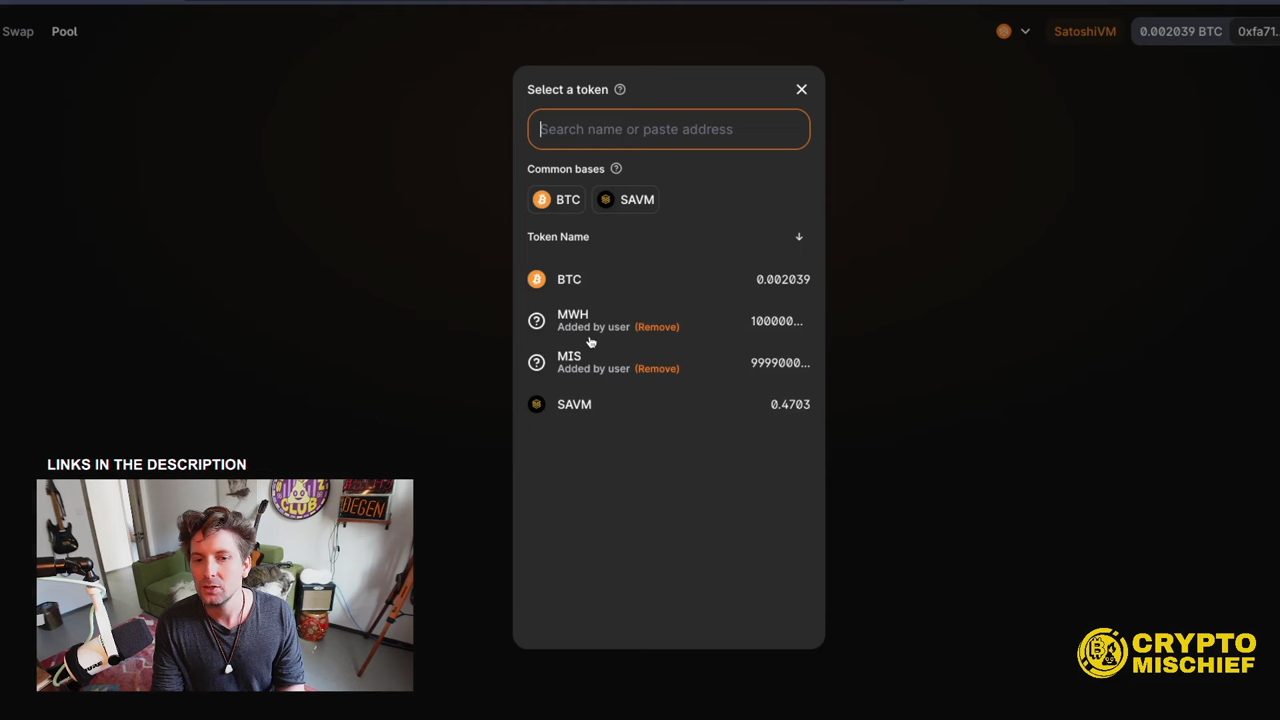 Swap Pool
SatoshiVM 0.002039 BTC 0xfa71..
Select a token
Search name or paste address
Common bases
BTC SAVM
Token Name
BTC 0.002039
MWH 100000...
Added by user (Remove)
MIS 9999000...
Added by user (Remove)
SAVM 0.4703
LINKS IN THE DESCRIPTION
CLUB
DEGEN
CRYPTO
MISCHIEF